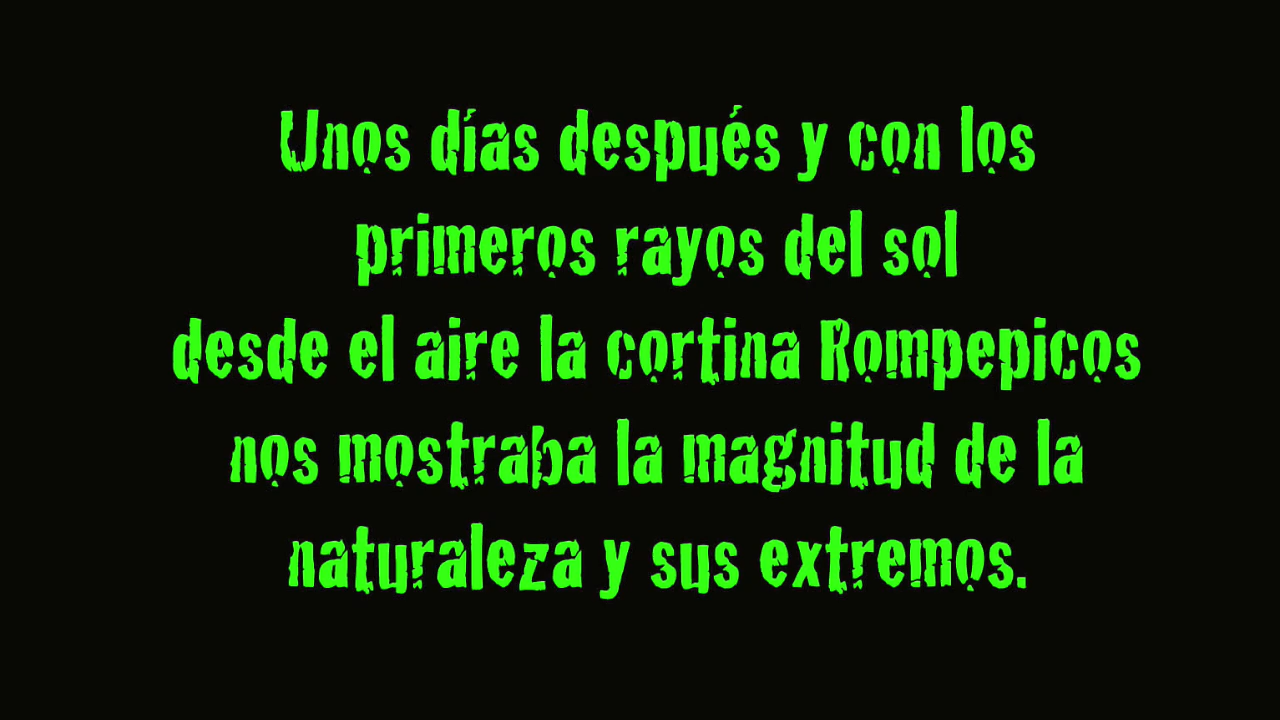 Unos días después y con los
primeros rayos del sol
desde el aire la cortina Rompepicos
nos mostraba la magnitud de la
naturaleza y sus extremos.